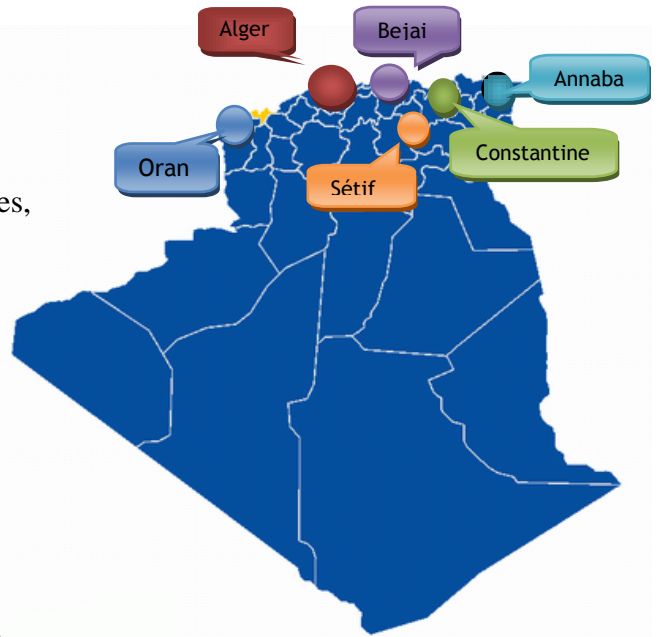 Alger
Bejai
Annaba
Constantine
Oran
Sétif
es,